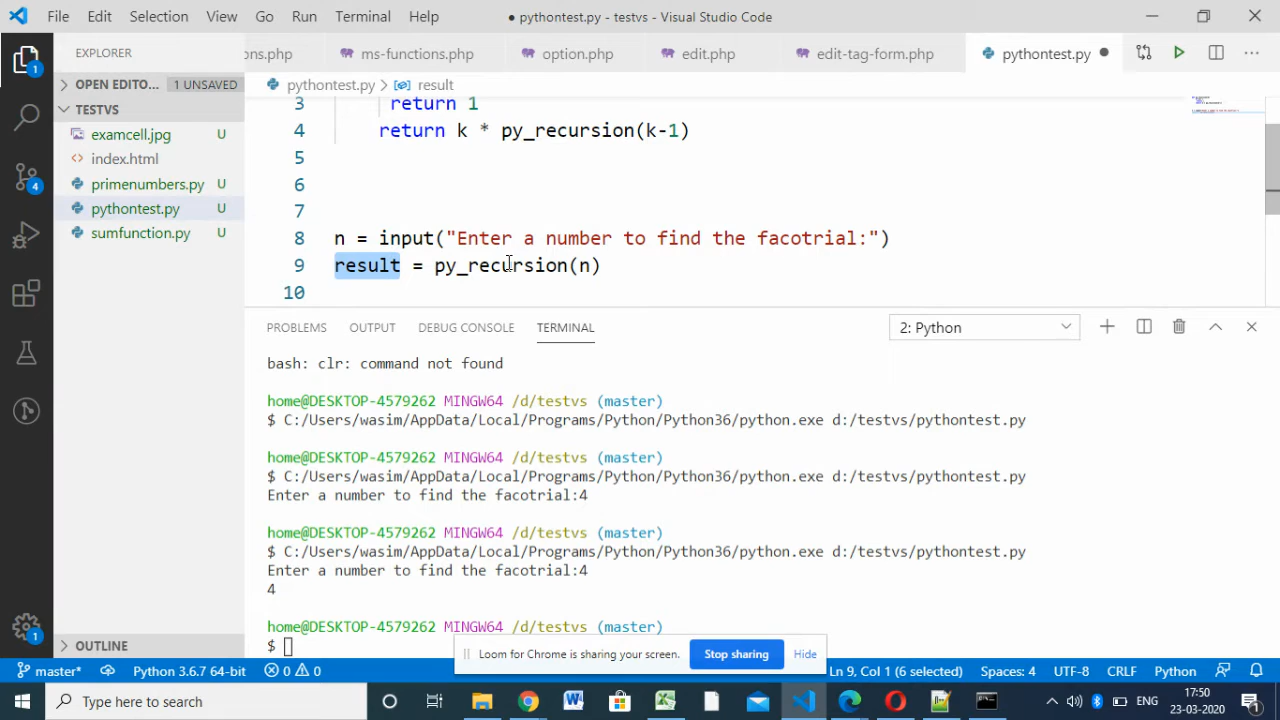 File Edit Selection View Go Run Terminal Help ● pythontest.py — testvs — Visual Studio Code
EXPLORER
ons.php ms-functions.php option.php edit.php edit-tag-form.php pythontest.py
OPEN EDITO... 1 UNSAVED
TESTVS
examcell.jpg U
index.html
primenumbers.py U
pythontest.py U
sumfunction.py U
OUTLINE
1
4
1
pythontest.py > result
3 return 1
4 return k * py_recursion(k-1)
5
6
7
8 n = input("Enter a number to find the facotrial:")
9 result = py_recursion(n)
10
PROBLEMS OUTPUT DEBUG CONSOLE TERMINAL 2: Python
bash: clr: command not found
home@DESKTOP-4579262 MINGW64 /d/testvs (master)
$ C:/Users/wasim/AppData/Local/Programs/Python/Python36/python.exe d:/testvs/pythontest.py
home@DESKTOP-4579262 MINGW64 /d/testvs (master)
$ C:/Users/wasim/AppData/Local/Programs/Python/Python36/python.exe d:/testvs/pythontest.py
Enter a number to find the facotrial:4
home@DESKTOP-4579262 MINGW64 /d/testvs (master)
$ C:/Users/wasim/AppData/Local/Programs/Python/Python36/python.exe d:/testvs/pythontest.py
Enter a number to find the facotrial:4
4
home@DESKTOP-4579262 MINGW64 /d/testvs (master)
$
Loom for Chrome is sharing your screen. Stop sharing Hide
master* Python 3.6.7 64-bit 0 0 Ln 9, Col 1 (6 selected) Spaces: 4 UTF-8 CRLF Python
Type here to search
ENG
17:50
23-03-2020
1